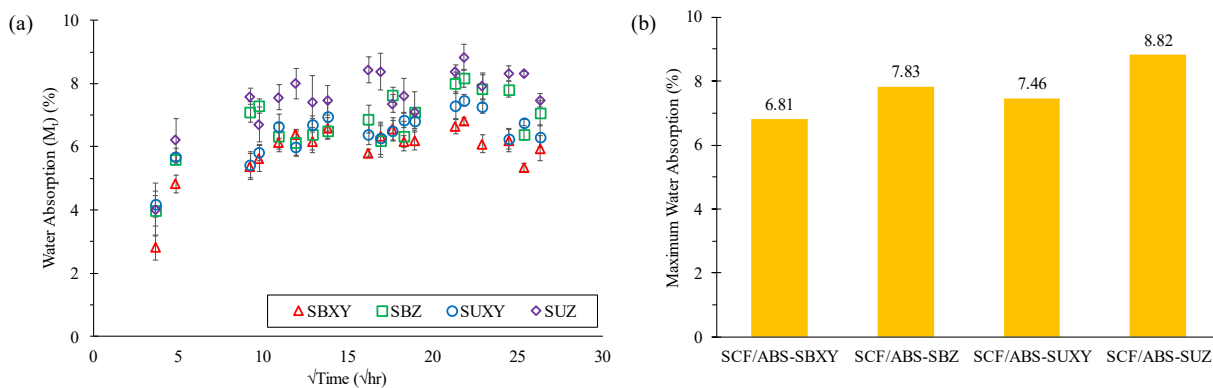 (a)
Water Absorption (Mt) (%)
10
8
6
4
2
0
0 5 10 15 20 25 30
√Time (√hr)
SBXY SBZ SUXY SUZ
(b)
Maximum Water Absorption (%)
10
8
6
4
2
0
6.81
7.83
7.46
8.82
SCF/ABS-SBXY SCF/ABS-SBZ SCF/ABS-SUXY SCF/ABS-SUZ